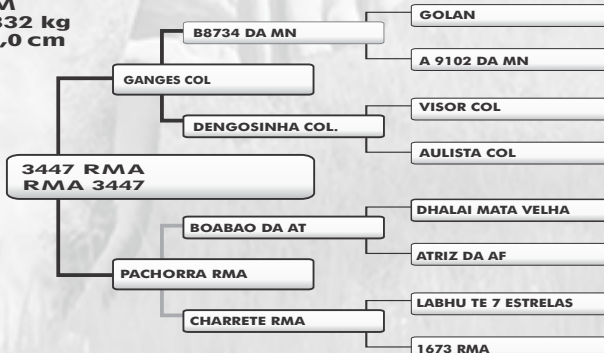 M
332 kg
,0 cm
GOLAN
B8734 DA MN
A 9102 DA MN
GANGES COL
VISOR COL
DENGOSINHA COL.
AULISTA COL
3447 RMA
RMA 3447
DHALAI MATA VELHA
BOABAO DA AT
ATRIZ DA AF
PACHORRA RMA
LABHU TE 7 ESTRELAS
CHARRETE RMA
1673 RMA